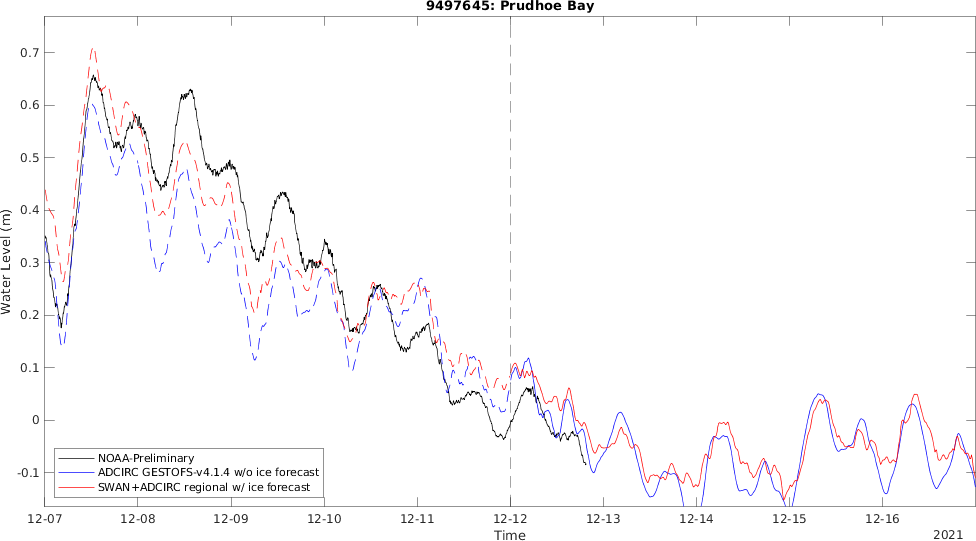 9497645: Prudhoe Bay
0.7
0.6
0.5
0.4
0.3
0.2
0.1
0
-0.1
Water Level (m)
NOAA-Preliminary
ADCIRC GESTOFS-v4.1.4 w/o ice forecast
SWAN+ADCIRC regional w/ ice forecast
12-07 12-08 12-09 12-10 12-11 12-12 12-13 12-14 12-15 12-16
Time
2021